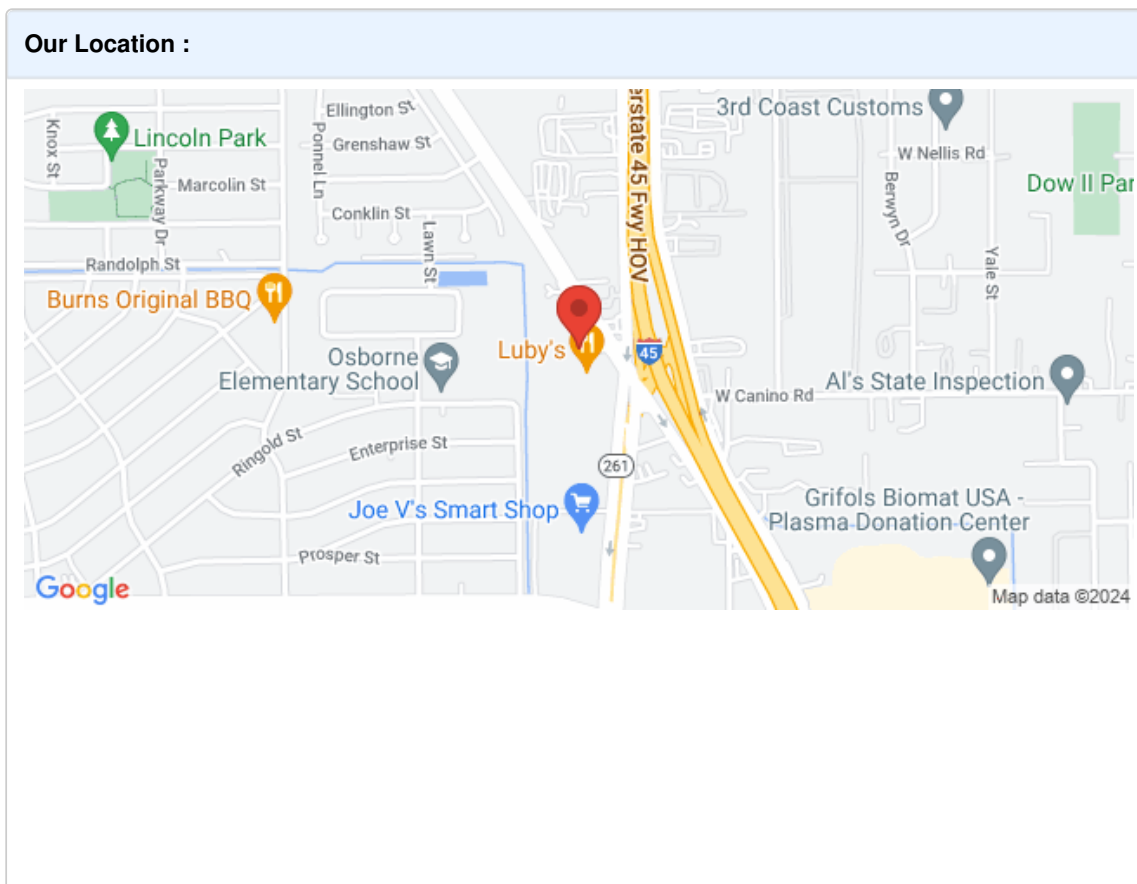 Our Location :
Ellington St
3rd Coast Customs
Knox St
Lincoln Park
Ponnel Ln
Grenshaw St
erstate 45 Fwy HOV
W Nellis Rd
Parkway Dr
Marcolin St
Berwyn Dr
Dow II Par
Conklin St
Lawn St
Yale St
Randolph St
Burns Original BBQ
Luby's
45
Osborne
Elementary School
Al's State Inspection
W Canino Rd
Ringold St
Enterprise St
261
Joe V's Smart Shop
Grifols Biomat USA -
Plasma Donation Center
Prosper St
Google
Map data ©2024